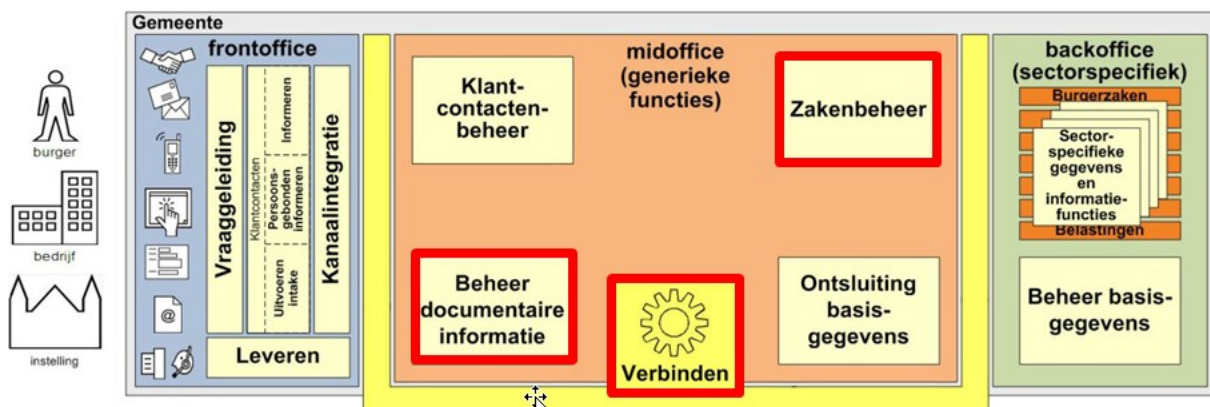 Gemeente
burger
bedrijf
instelling
frontoffice
@
Vraaggeleiding
Klantcontacten
Informeren
Persoons-
gebonden
informeren
Uitvoeren
intake
Kanaalintegratie
Leveren
midoffice
(generieke
functies)
Klant-
contacten-
beheer
Zakenbeheer
Beheer
documentaire
informatie
Verbinden
Ontsluiting
basis-
gegevens
backoffice
(sectorspecifiek)
Burgerzaken
Sector-
specifieke
gegevens
en
informatie-
functies
Belastingen
Beheer basis-
gegevens